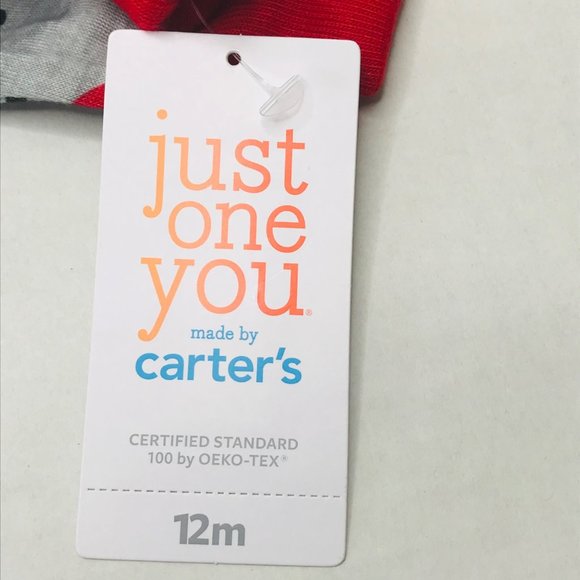 just
one
you®
made by
carter's
CERTIFIED STANDARD
100 by OEKO-TEX®
12m